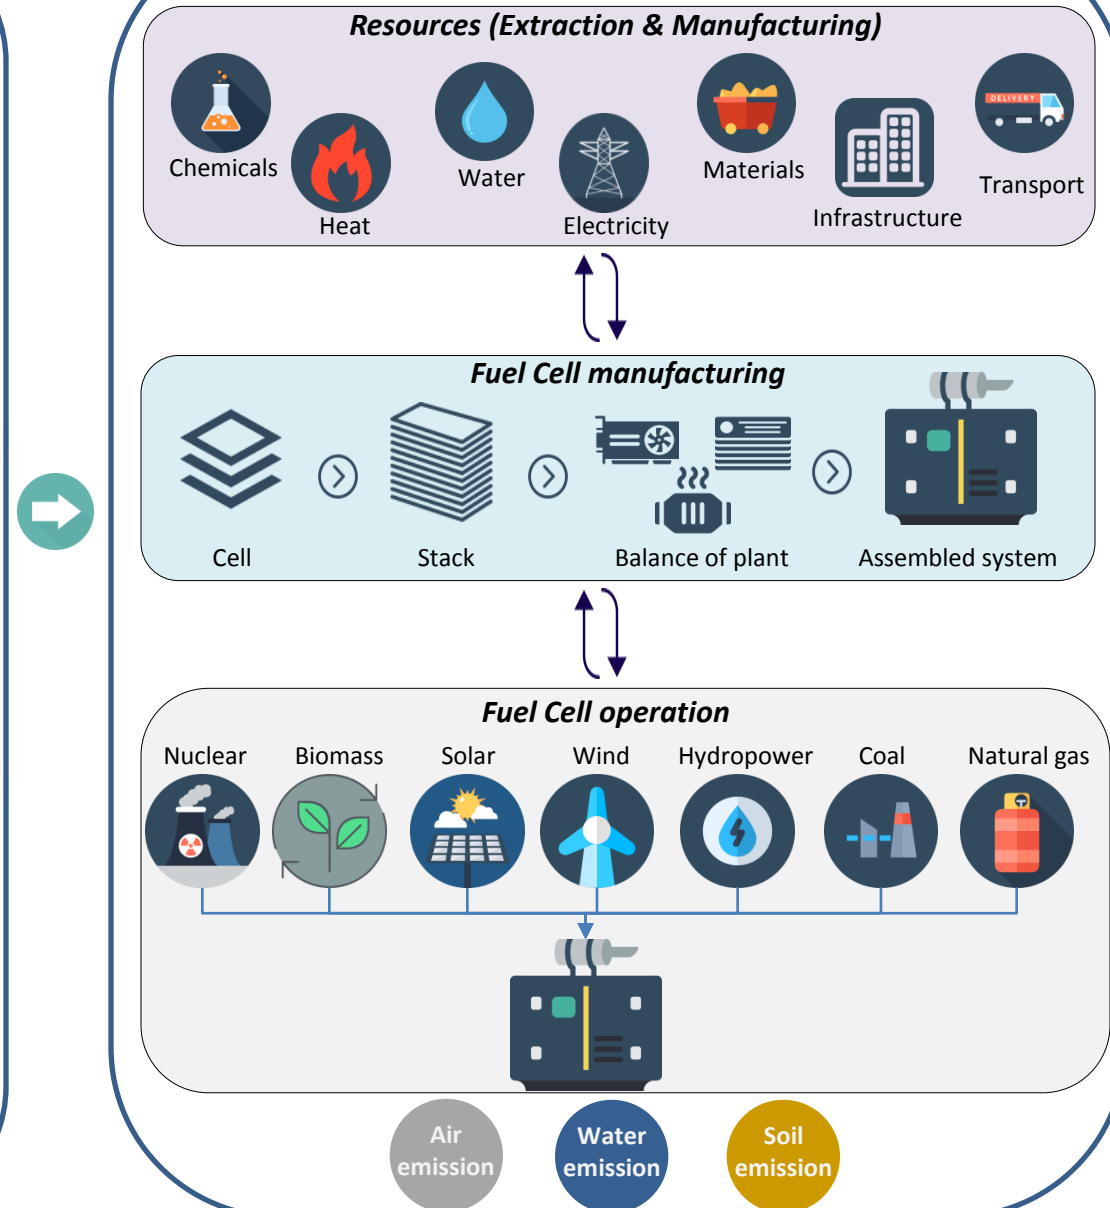 Resources (Extraction & Manufacturing)
DELIVERY
Chemicals
Water
Materials
Transport
Heat
Electricity
Infrastructure
Fuel Cell manufacturing
Cell
Stack
Balance of plant
Assembled system
Fuel Cell operation
Nuclear
Biomass
Solar
Wind
Hydropower
Coal
Natural gas
Air
emission
Water
emission
Soil
emission